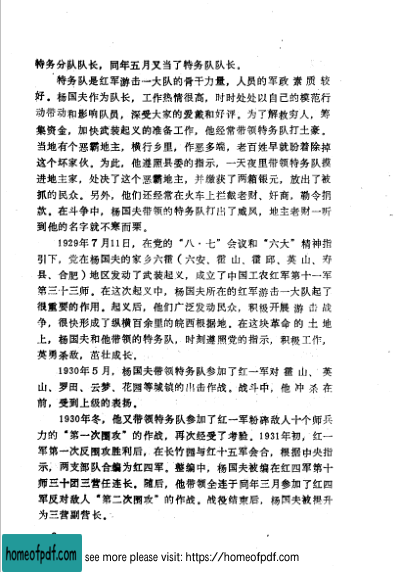 特务分队队长，同年五月又当了特务队队长。
特务队是红军游击一大队的骨干力量，人员的军政素质较
好。杨国夫作为队长，工作热情很高，时时处处以自己的模范行
动带动和影响队员，深受大家的爱戴和好评。为了解救穷人，筹
集资金，加快武装起义的准备工作，他经常带领特务队打土豪。
当地有个恶霸地主，横行乡里，作恶多端，老百姓早就盼着除掉
这个坏家伙。为此，他遵照县委的指示，一天夜里带领特务队摸
进地主家，处决了这个恶霸地主，并缴获了两箱银元，放出了被
抓的民众。另外，他们还经常在火车上拦截老财、奸商，勒令捐
款。在斗争中，杨国夫带领的特务队打出了威风，地主老财一听
到他的名字就不寒而栗。
1929年7月11日，在党的“八·七”会议和“六大”精神指
引下，党在杨国夫的家乡六霍（六安、霍山、霍邱、英山、寿
县、合肥）地区发动了武装起义，成立了中国工农红军第十一军
第三十三师。在这次起义中，杨国夫所在的红军游击一大队起了
很重要的作用。起义后，他们广泛发动民众，积极开展游击战
争，很快形成了纵横百余里的皖西根据地。在这块革命的土地
上，杨国夫和他带领的特务队，时刻遵照党的指示，积极工作，
英勇杀敌，茁壮成长。
1930年5月，杨国夫带领特务队参加了红一军对霍山、英
山、罗田、云梦、花园等城镇的出击作战。战斗中，他冲杀在
前，受到上级的表扬。
1930年冬，他又带领特务队参加了红一军粉碎敌人十个师兵
力的“第一次围攻”的作战，再次经受了考验。1931年初，红一
军第一次反围攻胜利后，在长竹园与红十五军会合，根据中央指
示，两支部队合编为红四军。整编中，杨国夫被编在红四军第十
师三十团三营任连长。随后，他带领全连于同年三月参加了红四
军反对敌人“第二次围攻”的作战。战役结束后，杨国夫被提升
为三营副营长。
homeofpdf.com
see more please visit: https://homeofpdf.com